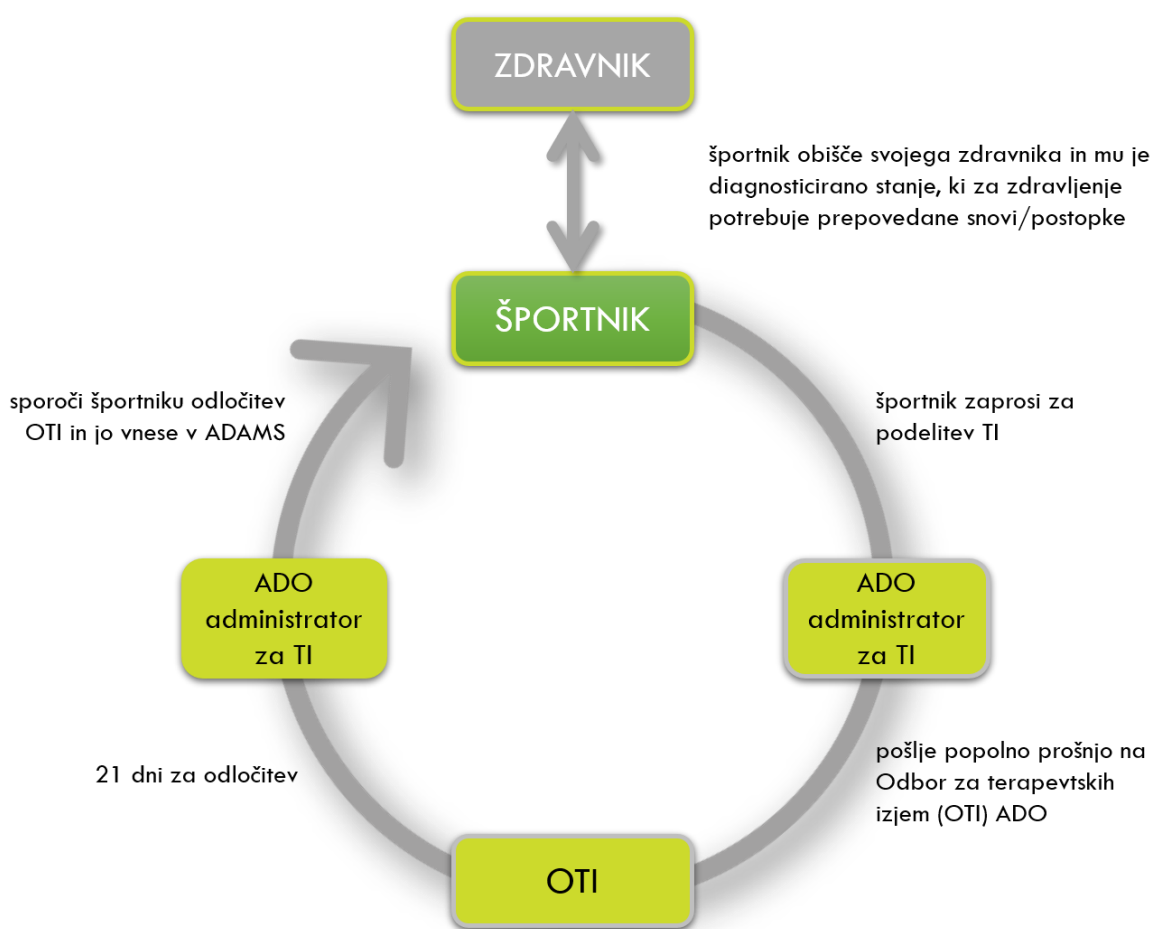 ZDRAVNIK
športnik obišče svojega zdravnika in mu je
diagnosticirano stanje, ki za zdravljenje
potrebuje prepovedane snovi/postopke
ŠPORTNIK
sporoči športniku odločitev
OTI in jo vnese v ADAMS
športnik zaprosi za
podelitev TI
ADO
administrator
za TI
ADO
administrator
za TI
21 dni za odločitev
pošlje popolno prošnjo na
Odbor za terapevtskih
izjem (OTI) ADO
OTI